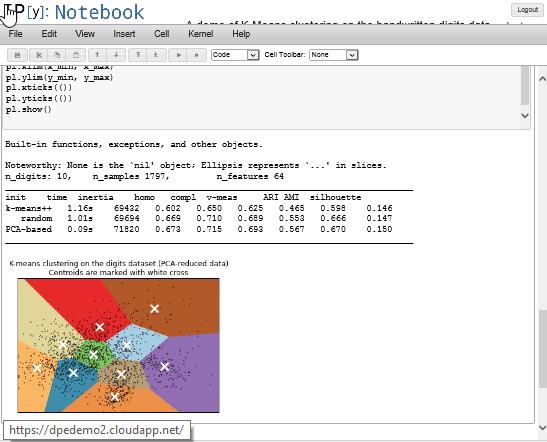 IP[y]: Notebook
Logout
A demo of K-Means clustering on the handwritten digits data
File Edit View Insert Cell Kernel Help
Code Cell Toolbar: None
pl.xlim(x_min, x_max)
pl.ylim(y_min, y_max)
pl.xticks(())
pl.yticks(())
pl.show()
Built-in functions, exceptions, and other objects.
Noteworthy: None is the `nil' object; Ellipsis represents `...' in slices.
n_digits: 10, n_samples 1797, n_features 64
init time inertia homo compl v-meas ARI AMI silhouette
k-means++ 1.16s 69432 0.602 0.650 0.625 0.465 0.598 0.146
random 1.01s 69694 0.669 0.710 0.689 0.553 0.666 0.147
PCA-based 0.09s 71820 0.673 0.715 0.693 0.567 0.670 0.150
K-means clustering on the digits dataset (PCA-reduced data)
Centroids are marked with white cross
https://dpedemo2.cloudapp.net/